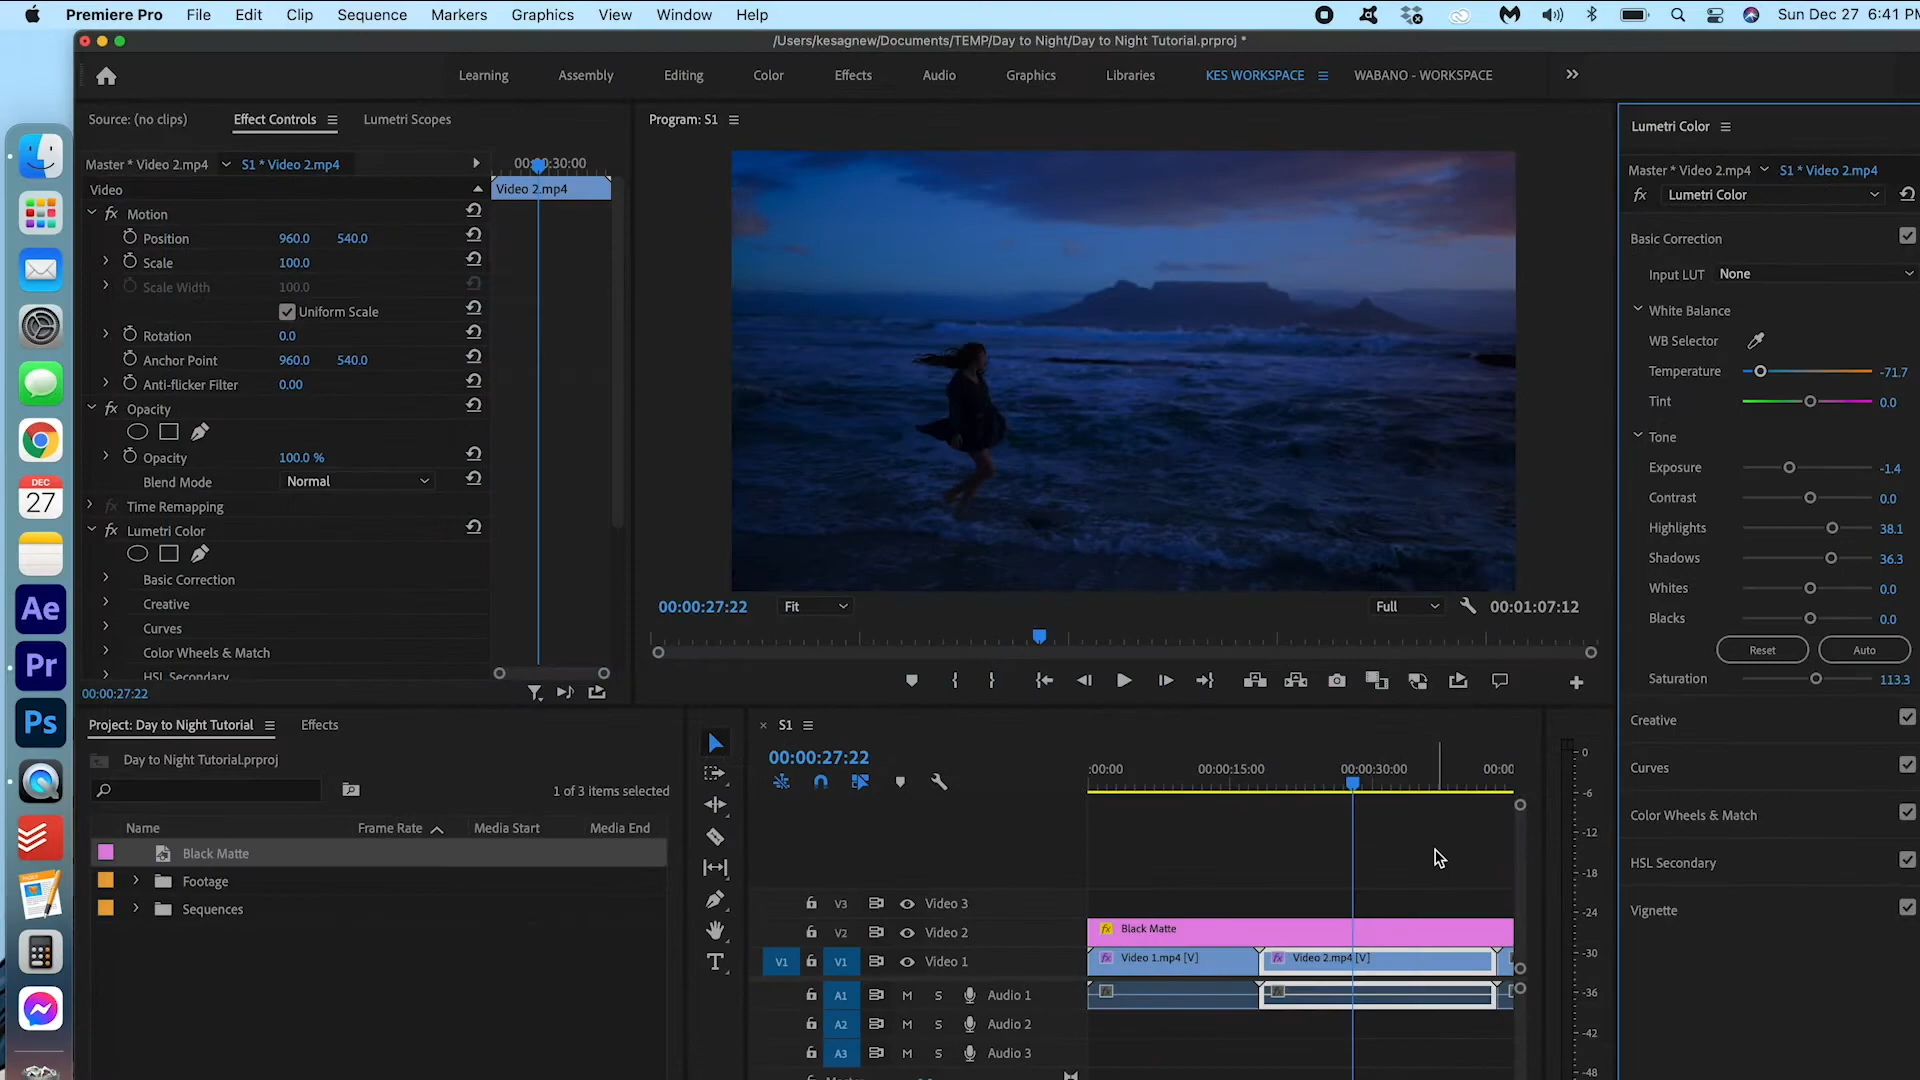 Premiere Pro File Edit Clip Sequence Markers Graphics View Window Help Sun Dec 27 6:41 PM
/Users/kesagnew/Documents/TEMP/Day to Night/Day to Night Tutorial.prproj *
Learning Assembly Editing Color Effects Audio Graphics Libraries KES WORKSPACE WABANO - WORKSPACE
Source: (no clips) Effect Controls Lumetri Scopes
Master * Video 2.mp4 S1 * Video 2.mp4
:30:00
Video
Video 2.mp4
Motion
Position 960.0 540.0
Scale 100.0
Scale Width 100.0
Uniform Scale
Rotation 0.0
Anchor Point 960.0 540.0
Anti-flicker Filter 0.00
Opacity
Opacity 100.0 %
Blend Mode Normal
Time Remapping
Lumetri Color
Basic Correction
Creative
Curves
Color Wheels & Match
HSL Secondary
00:00:27:22
Program: S1
00:00:27:22 Fit Full 00:01:07:12
Lumetri Color
Master * Video 2.mp4 S1 * Video 2.mp4
fx Lumetri Color
Basic Correction
Input LUT None
White Balance
WB Selector
Temperature -71.7
Tint 0.0
Tone
Exposure -1.4
Contrast 0.0
Highlights 38.1
Shadows 36.3
Whites 0.0
Blacks 0.0
Reset Auto
Saturation 113.3
Creative
Curves
Color Wheels & Match
HSL Secondary
Vignette
DEC
27
Ae
Pr
Ps
Project: Day to Night Tutorial Effects
Day to Night Tutorial.prproj
1 of 3 items selected
Name Frame Rate Media Start Media End
Black Matte
Footage
Sequences
T
× S1
00:00:27:22
:00:00 00:00:15:00 00:00:30:00 00:00
V3 Video 3
V2 Video 2
V1 V1 Video 1
A1 M S Audio 1
A2 M S Audio 2
A3 M S Audio 3
fx Black Matte
fx Video 1.mp4 [V]
fx Video 2.mp4 [V]
0
-6
-12
-18
-24
-30
-36
-42
-48